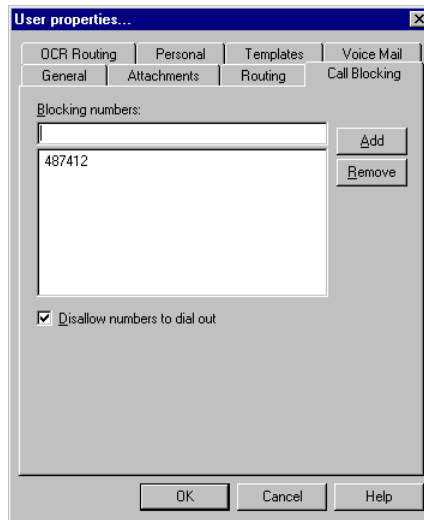 User properties...
OCR Routing Personal Templates Voice Mail
General Attachments Routing Call Blocking
Blocking numbers:
Add
487412
Remove
Disallow numbers to dial out
OK Cancel Help